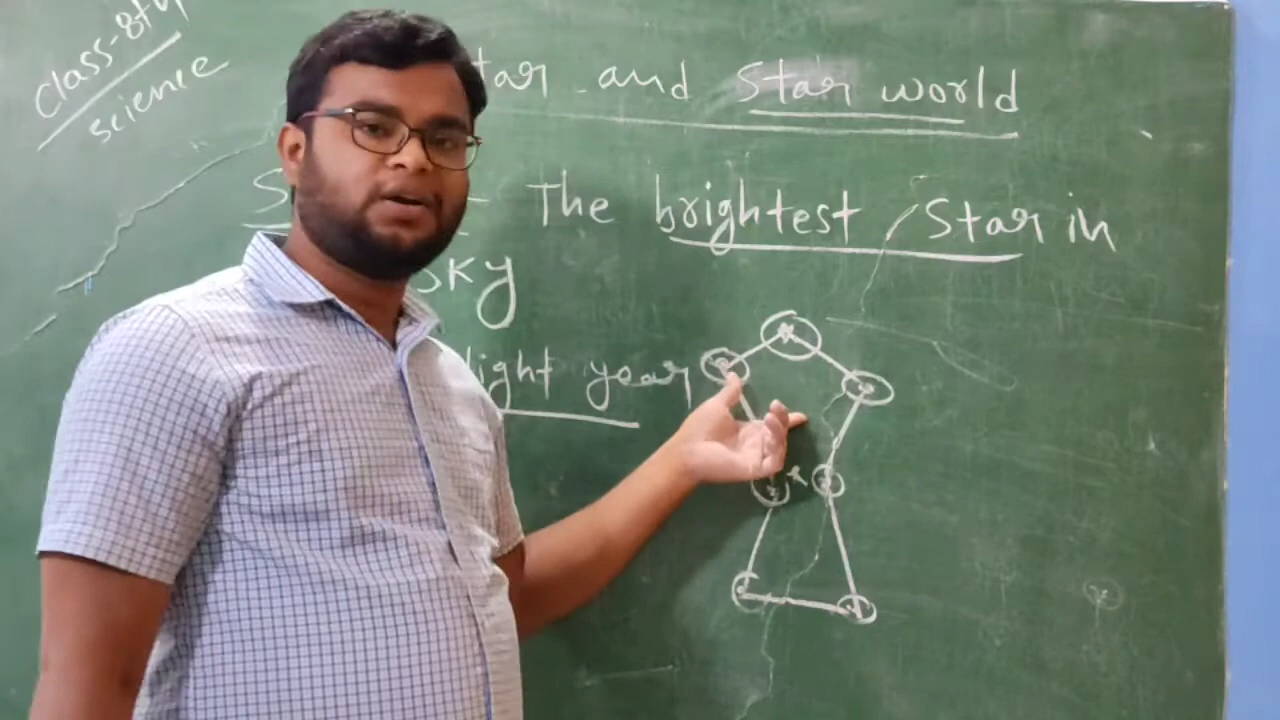 class-8th
science
tar and Star world
S - The brightest Star in
sky
light year